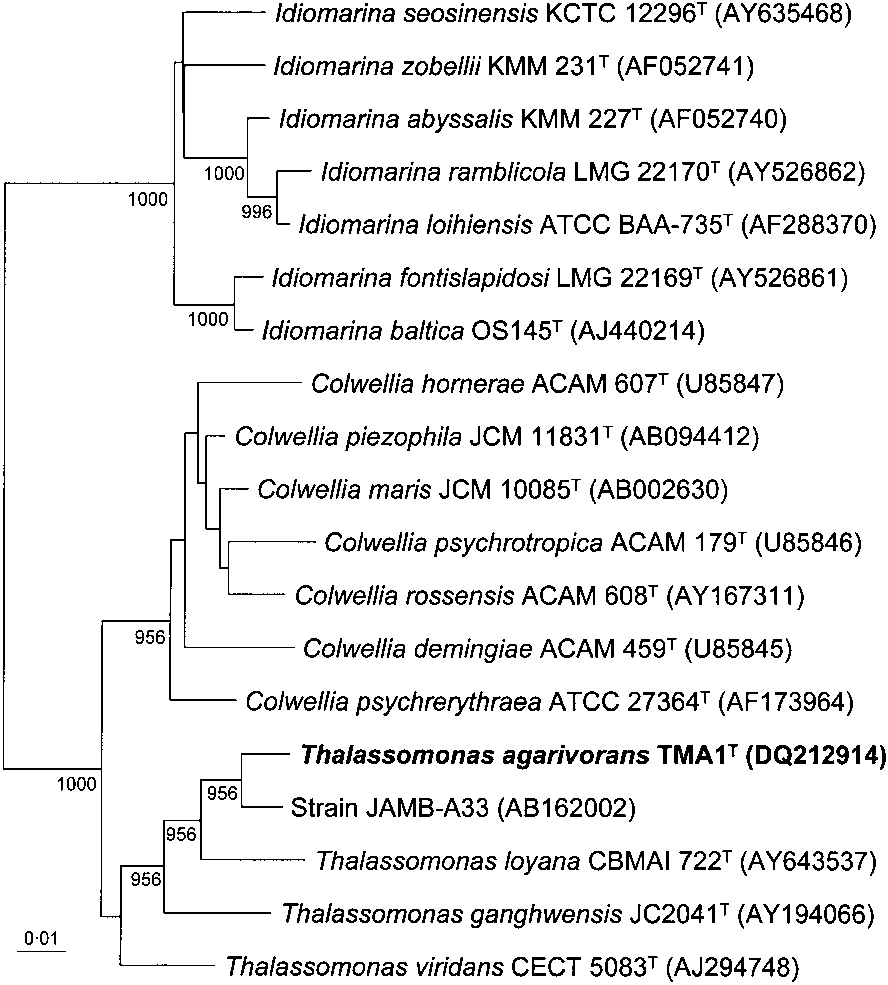 Idiomarina seosinensis KCTC 12296ᵀ (AY635468)
Idiomarina zobellii KMM 231ᵀ (AF052741)
Idiomarina abyssalis KMM 227ᵀ (AF052740)
1000
Idiomarina ramblicola LMG 22170ᵀ (AY526862)
1000
996
Idiomarina loihiensis ATCC BAA-735ᵀ (AF288370)
Idiomarina fontislapidosi LMG 22169ᵀ (AY526861)
1000
Idiomarina baltica OS145ᵀ (AJ440214)
Colwellia hornerae ACAM 607ᵀ (U85847)
Colwellia piezophila JCM 11831ᵀ (AB094412)
Colwellia maris JCM 10085ᵀ (AB002630)
Colwellia psychrotropica ACAM 179ᵀ (U85846)
Colwellia rossensis ACAM 608ᵀ (AY167311)
956
Colwellia demingiae ACAM 459ᵀ (U85845)
Colwellia psychrerythraea ATCC 27364ᵀ (AF173964)
Thalassomonas agarivorans TMA1ᵀ (DQ212914)
1000
956
Strain JAMB-A33 (AB162002)
956
Thalassomonas loyana CBMAI 722ᵀ (AY643537)
956
Thalassomonas ganghwensis JC2041ᵀ (AY194066)
0·01
Thalassomonas viridans CECT 5083ᵀ (AJ294748)